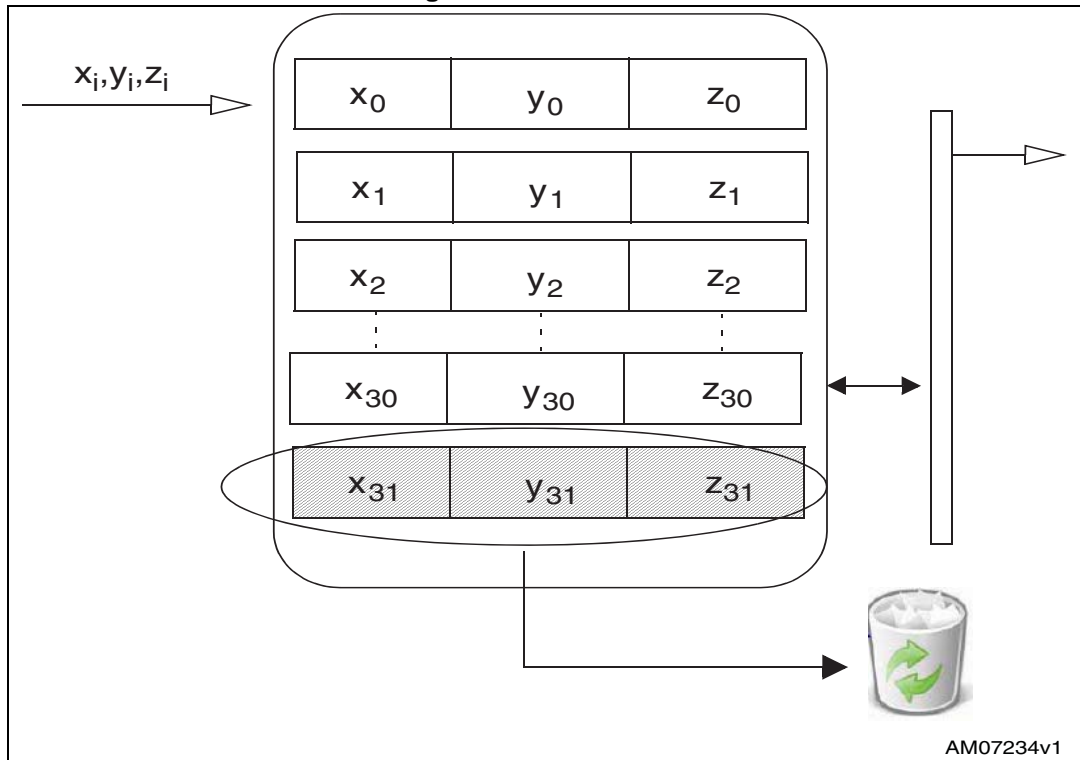 xi,yi,zi
x0 y0 z0
x1 y1 z1
x2 y2 z2
x30 y30 z30
x31 y31 z31
AM07234v1